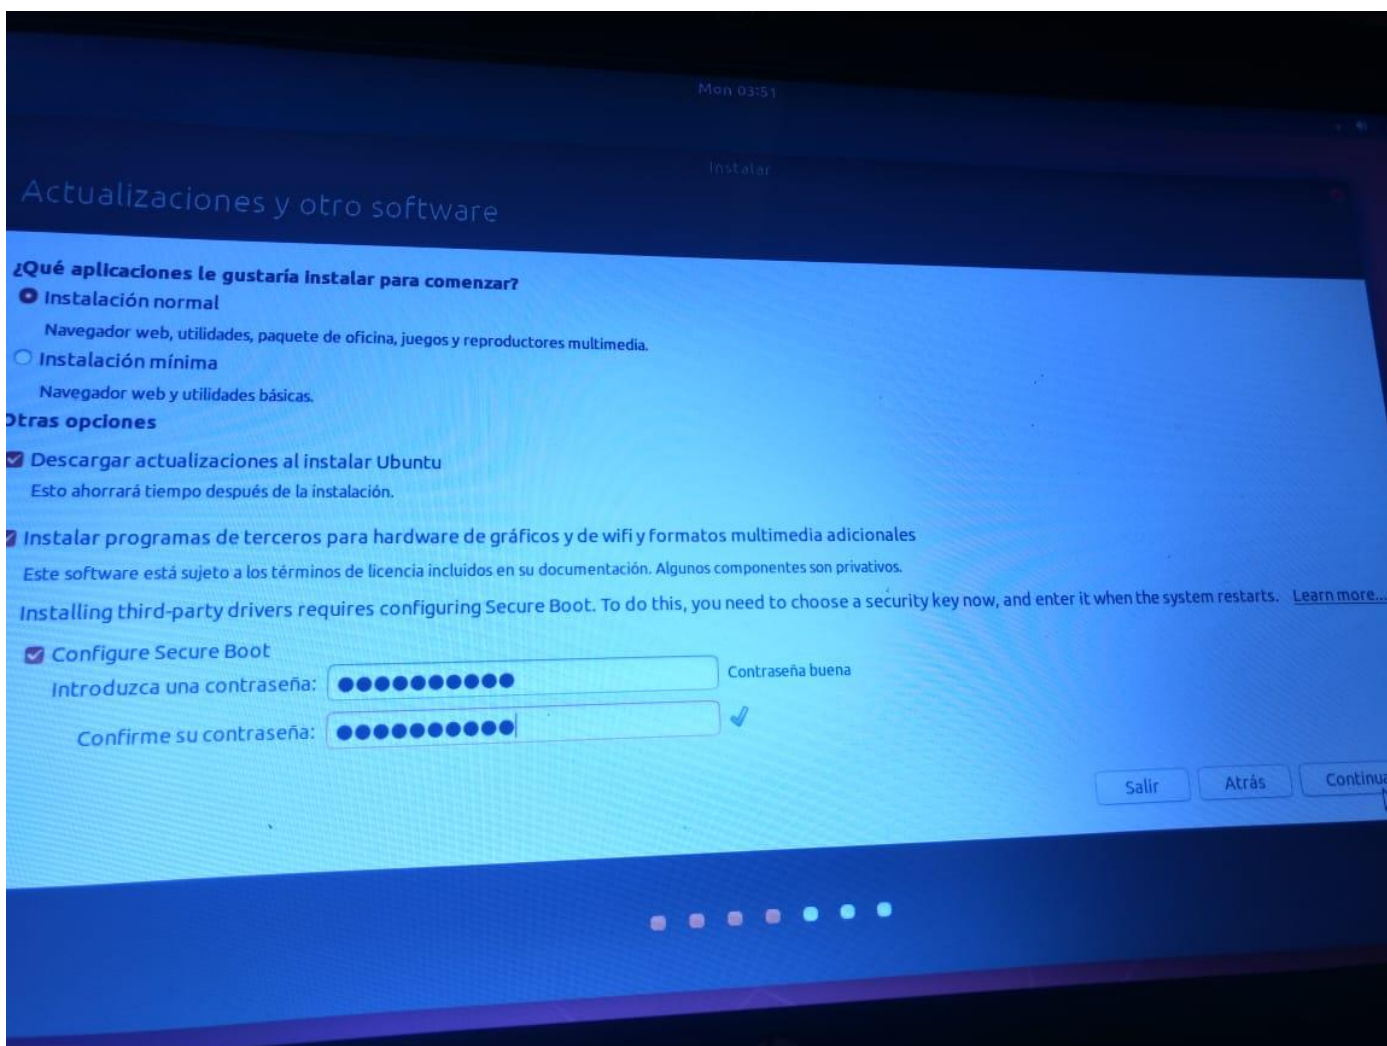 Mon 03:51
Instalar
Actualizaciones y otro software
¿Qué aplicaciones le gustaría instalar para comenzar?
Instalación normal
Navegador web, utilidades, paquete de oficina, juegos y reproductores multimedia.
Instalación mínima
Navegador web y utilidades básicas.
Otras opciones
Descargar actualizaciones al instalar Ubuntu
Esto ahorrará tiempo después de la instalación.
Instalar programas de terceros para hardware de gráficos y de wifi y formatos multimedia adicionales
Este software está sujeto a los términos de licencia incluidos en su documentación. Algunos componentes son privativos.
Installing third-party drivers requires configuring Secure Boot. To do this, you need to choose a security key now, and enter it when the system restarts. Learn more...
Configure Secure Boot
Introduzca una contraseña: ●●●●●●●●●● Contraseña buena
Confirme su contraseña: ●●●●●●●●●●
Salir Atrás Continua